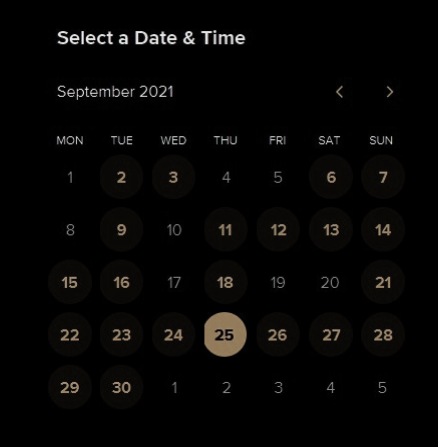 Select a Date & Time
September 2021 < >
MON TUE WED THU FRI SAT SUN
1 2 3 4 5 6 7
8 9 10 11 12 13 14
15 16 17 18 19 20 21
22 23 24 25 26 27 28
29 30 1 2 3 4 5